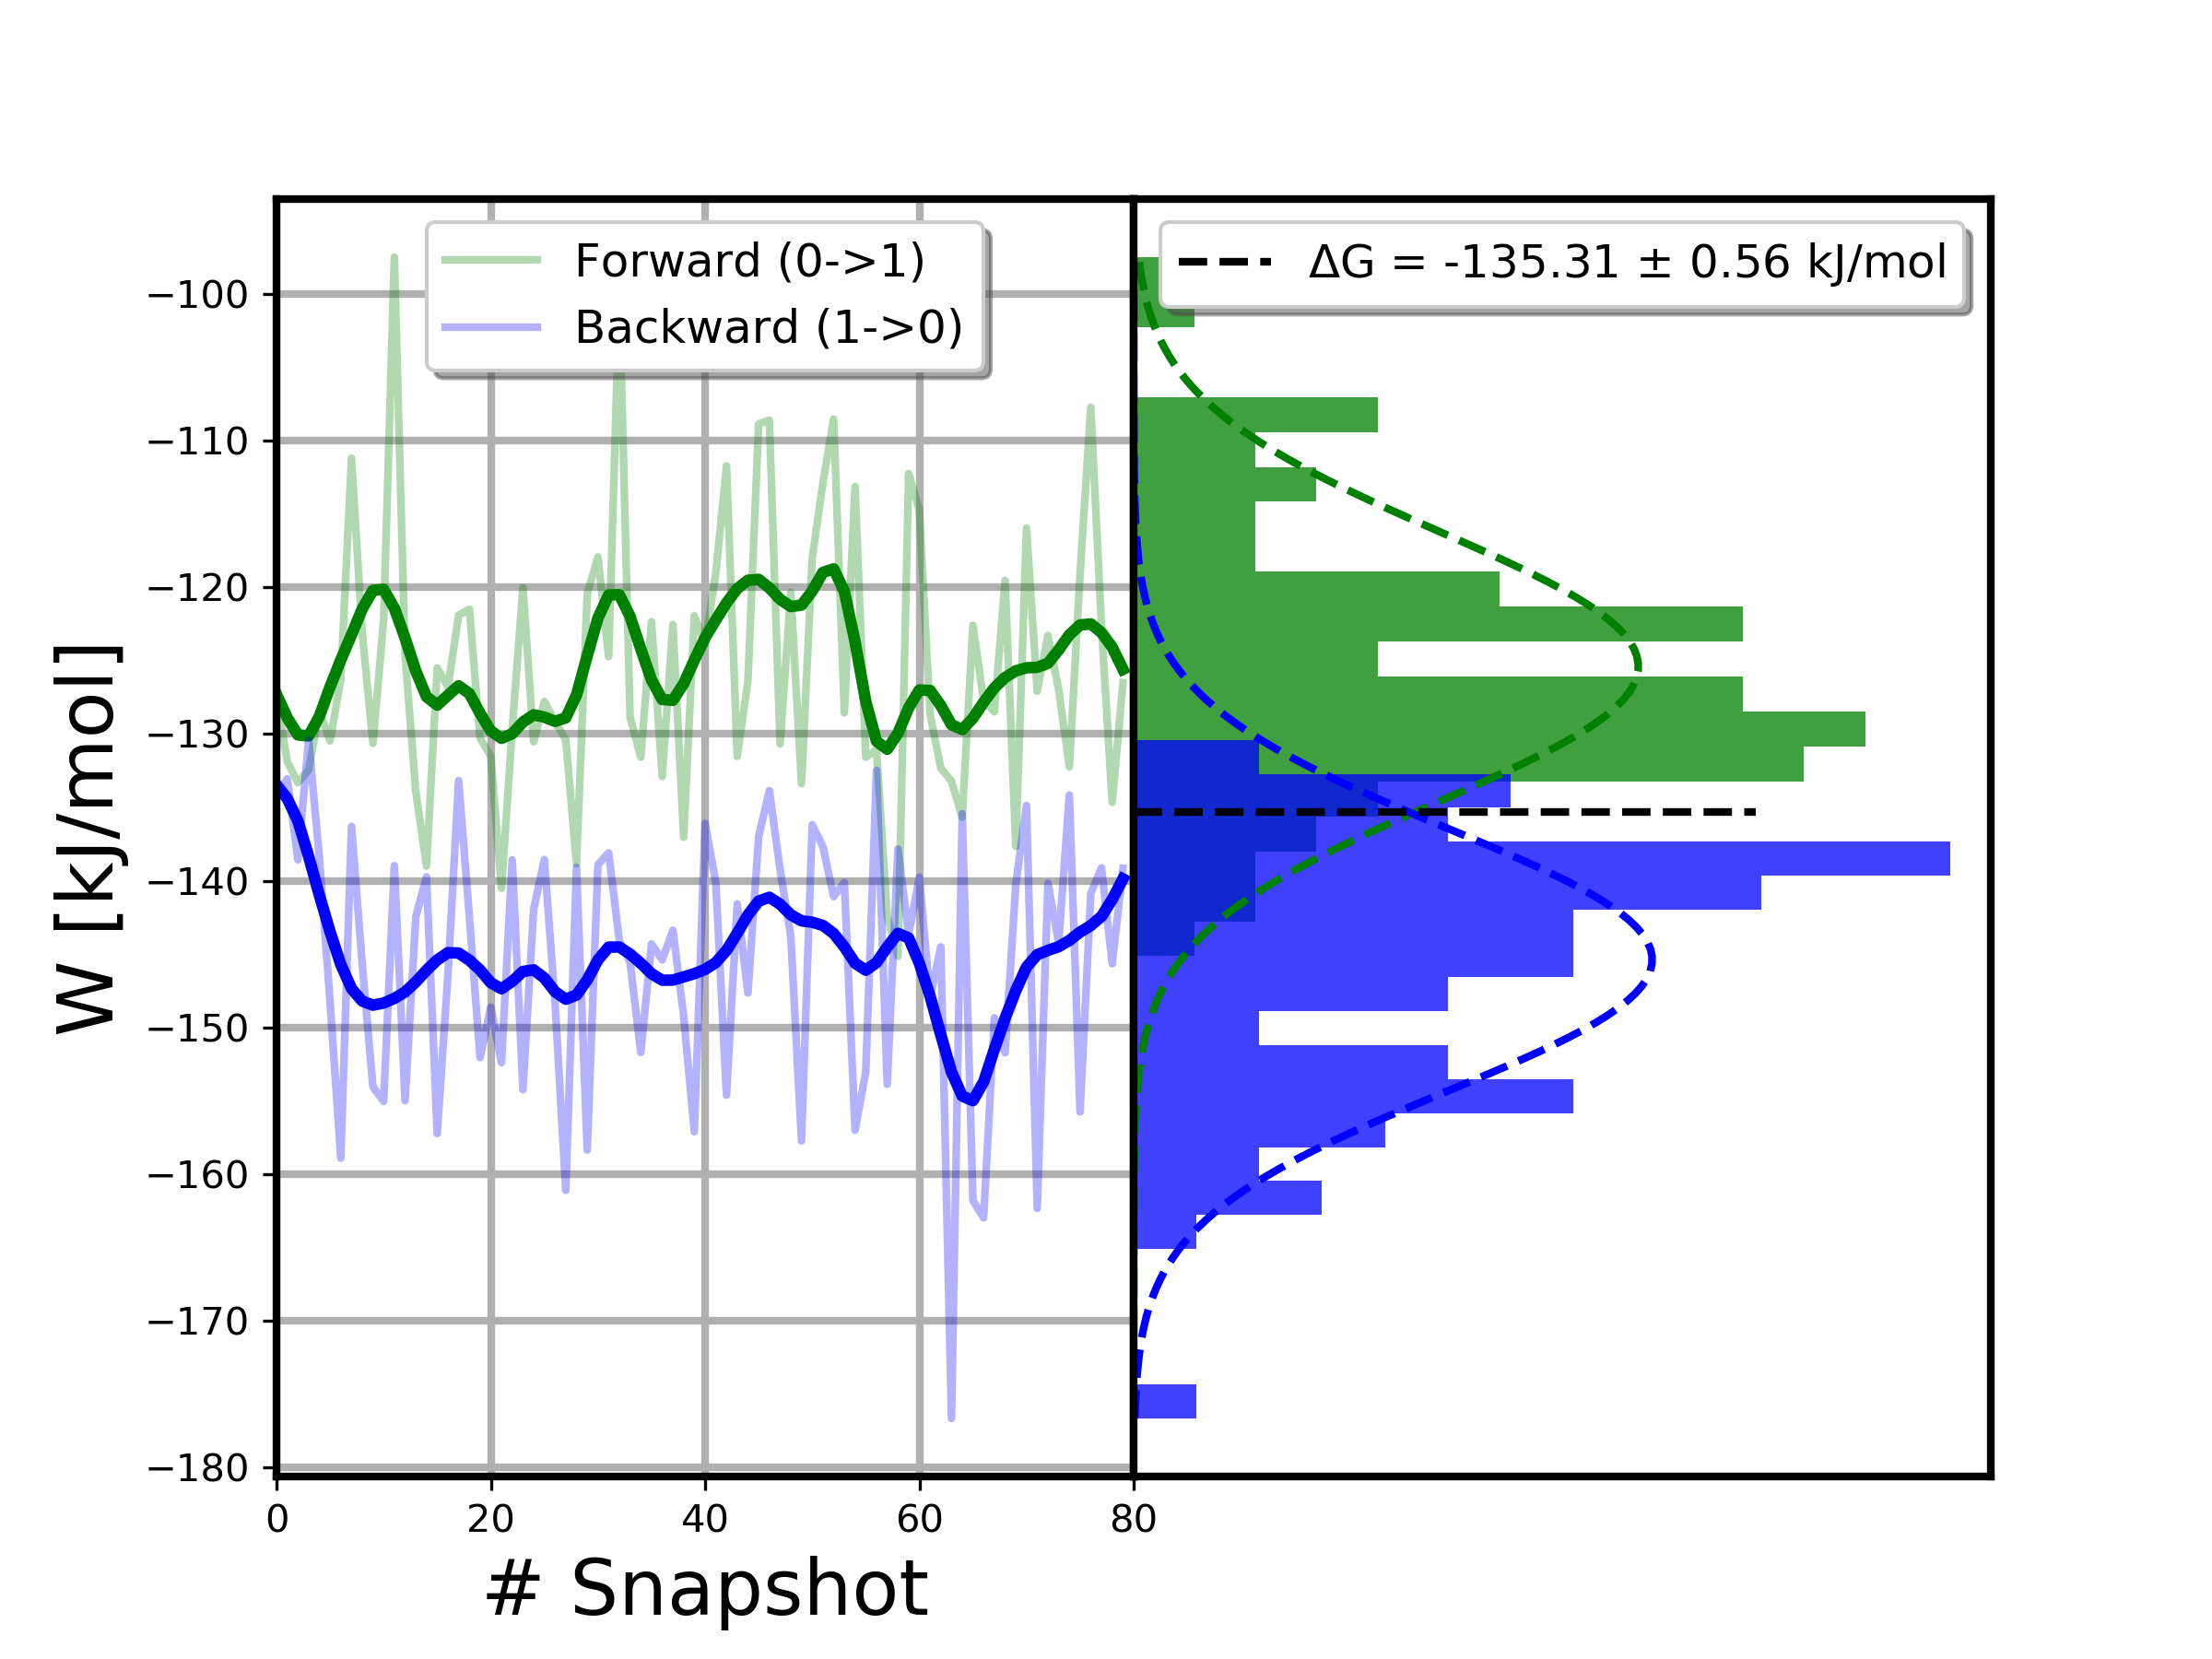 Forward (0->1)
Backward (1->0)
ΔG = -135.31 ± 0.56 kJ/mol
W [kJ/mol]
−100
−110
−120
−130
−140
−150
−160
−170
−180
0 20 40 60 80
# Snapshot